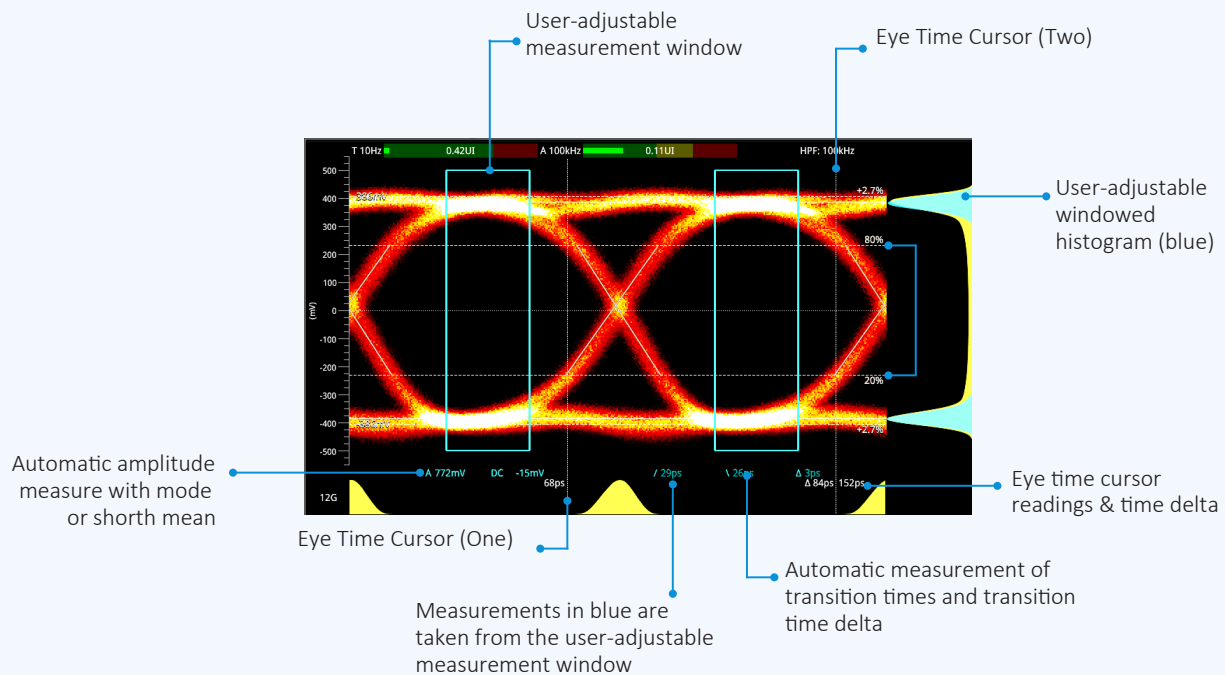 User-adjustable
measurement window
Eye Time Cursor (Two)
T 10Hz 0.42UI A 100kHz 0.11UI HPF: 100kHz
500
400
300
200
100
0
-100
-200
-300
-400
-500
(mV)
+2.7%
80%
20%
+2.7%
User-adjustable
windowed
histogram (blue)
A 772mV DC -15mV / 29ps \ 26ps Δ 3ps
68ps Δ 84ps 152ps
12G
Automatic amplitude
measure with mode
or shorth mean
Eye Time Cursor (One)
Eye time cursor
readings & time delta
Measurements in blue are
taken from the user-adjustable
measurement window
Automatic measurement of
transition times and transition
time delta